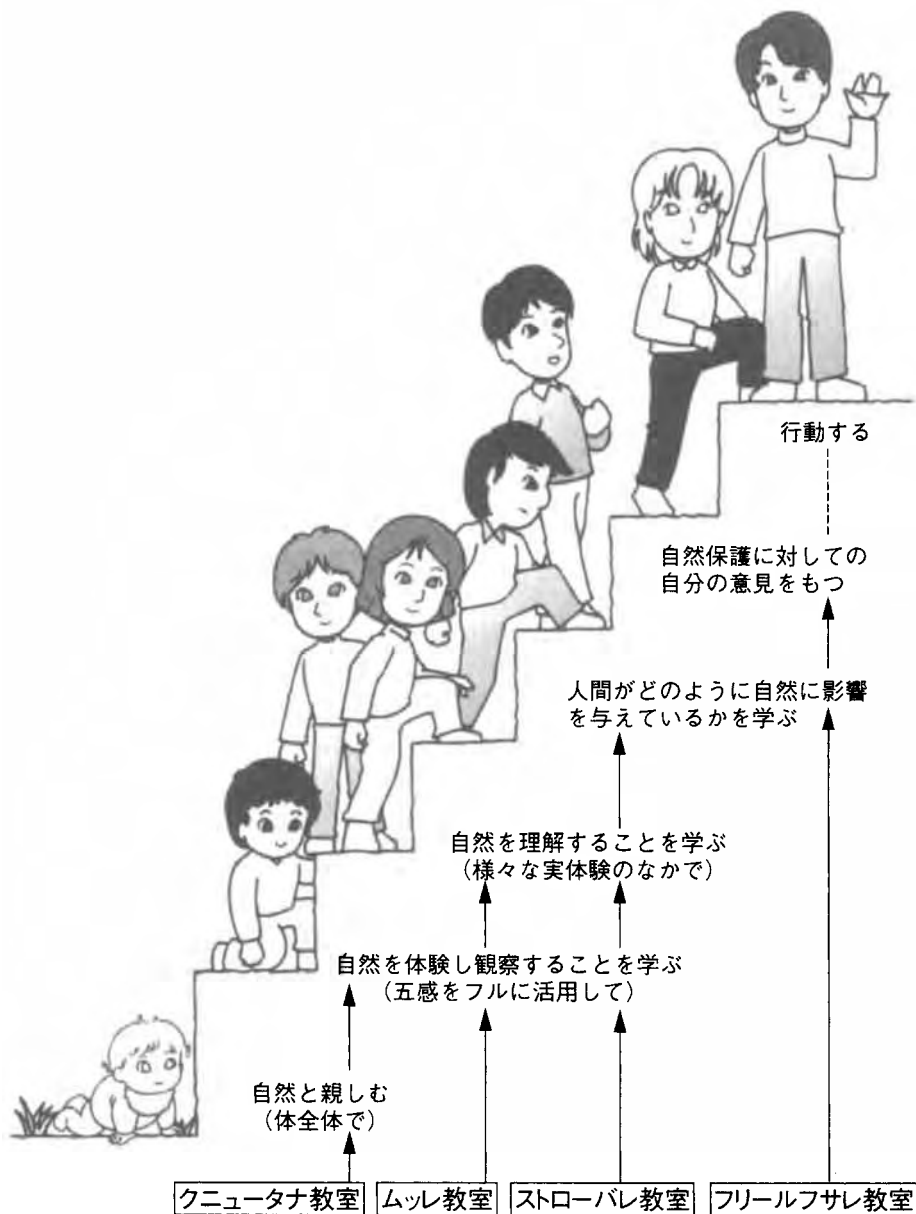 行動する
自然保護に対しての
自分の意見をもつ
人間がどのように自然に影響
を与えているかを学ぶ
自然を理解することを学ぶ
(様々な実体験のなかで)
自然を体験し観察することを学ぶ
(五感をフルに活用して)
自然と親しむ
(体全体で)
クニュータナ教室 ムッレ教室 ストローバレ教室 フリールフサレ教室